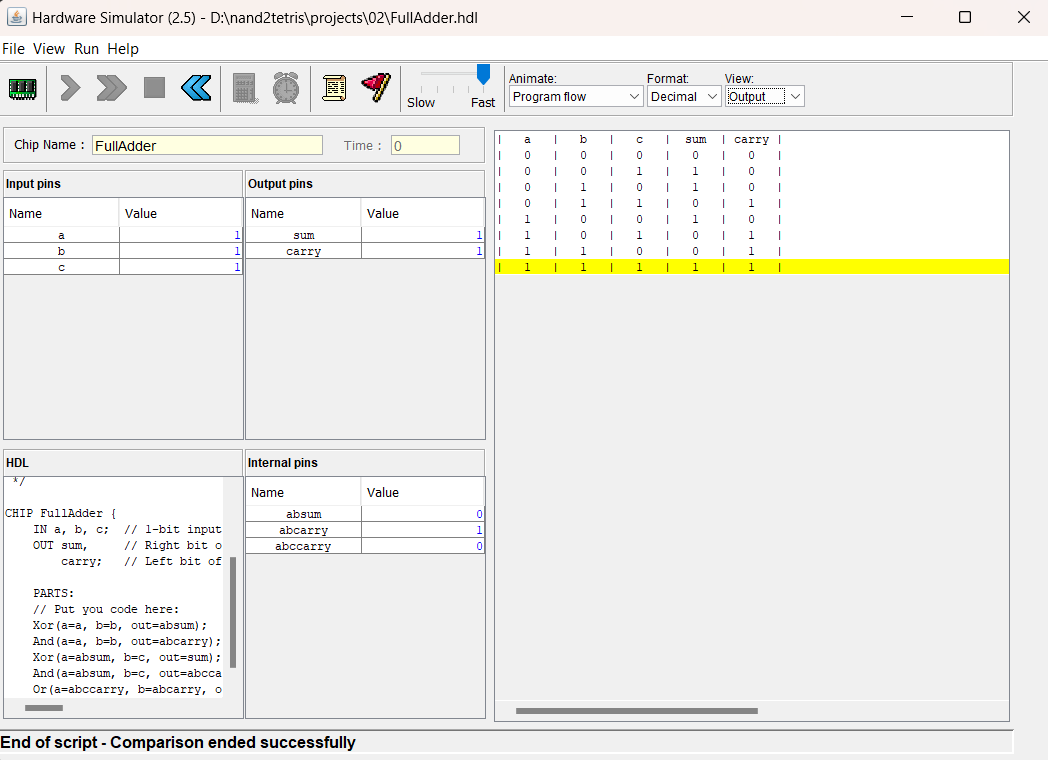 Hardware Simulator (2.5) - D:\nand2tetris\projects\02\FullAdder.hdl
File View Run Help
Animate: Format: View:
Slow Fast Program flow Decimal Output
Chip Name : FullAdder Time : 0
Input pins
Name Value
a 1
b 1
c 1
Output pins
Name Value
sum 1
carry 1
HDL
*/
CHIP FullAdder {
IN a, b, c; // 1-bit input
OUT sum, // Right bit o
carry; // Left bit of
PARTS:
// Put you code here:
Xor(a=a, b=b, out=absum);
And(a=a, b=b, out=abcarry);
Xor(a=absum, b=c, out=sum);
And(a=absum, b=c, out=abcca
Or(a=abccarry, b=abcarry, o
Internal pins
Name Value
absum 0
abcarry 1
abccarry 0
| a | b | c | sum | carry |
| 0 | 0 | 0 | 0 | 0 |
| 0 | 0 | 1 | 1 | 0 |
| 0 | 1 | 0 | 1 | 0 |
| 0 | 1 | 1 | 0 | 1 |
| 1 | 0 | 0 | 1 | 0 |
| 1 | 0 | 1 | 0 | 1 |
| 1 | 1 | 0 | 0 | 1 |
| 1 | 1 | 1 | 1 | 1 |
End of script - Comparison ended successfully